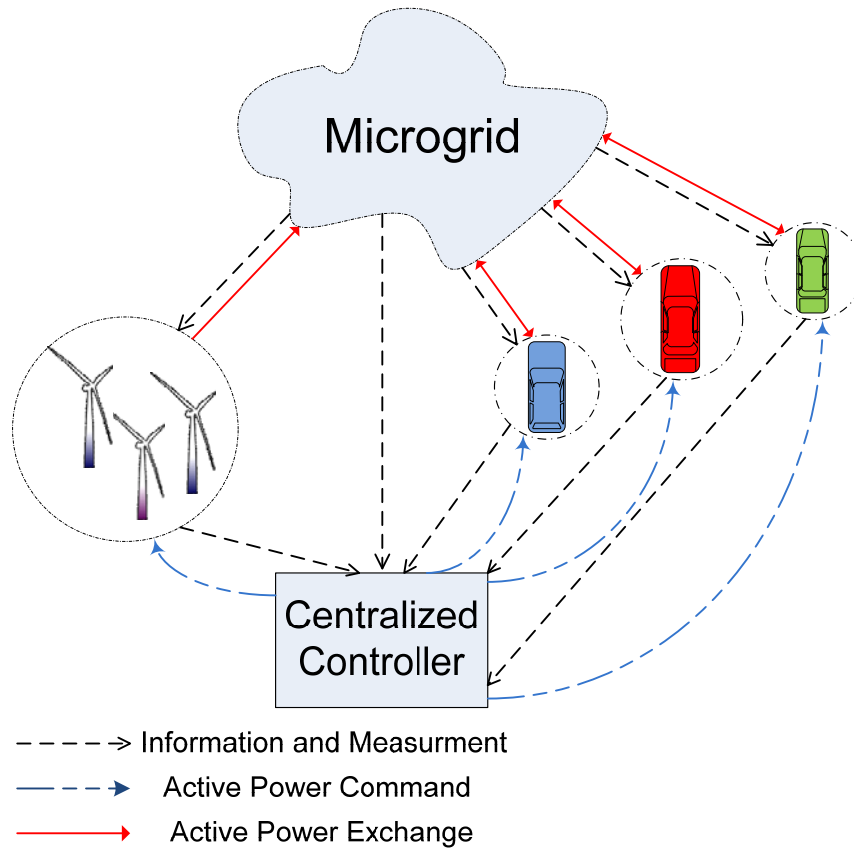 Microgrid
Centralized
Controller
Information and Measurment
Active Power Command
Active Power Exchange